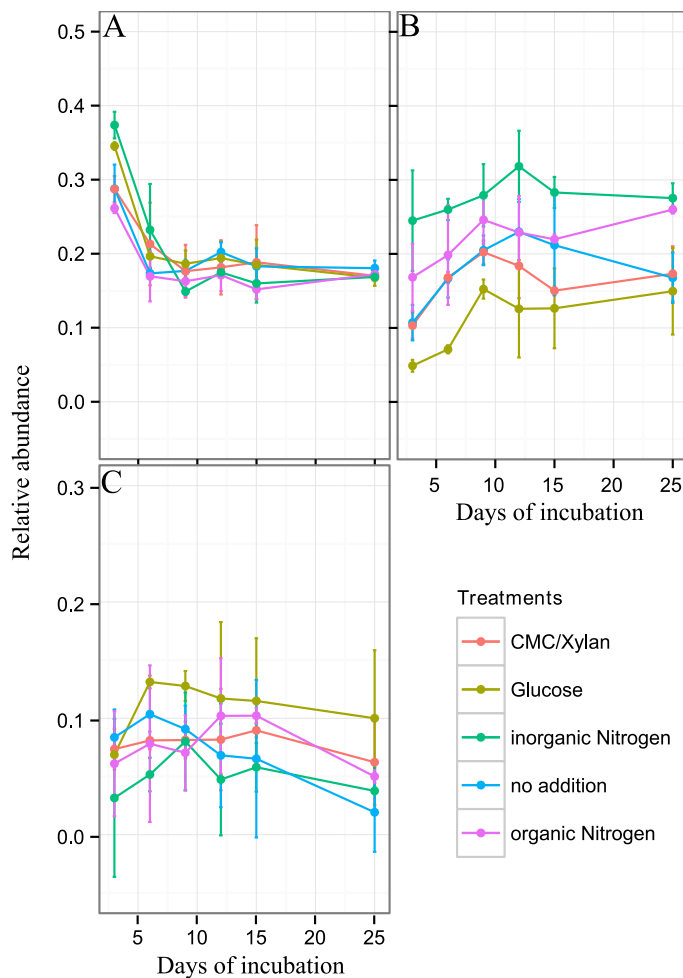 A
B
0.5
0.4
0.3
0.2
0.1
0.0
5 10 15 20 25
Days of incubation
Relative abundance
C
0.3
0.2
0.1
0.0
5 10 15 20 25
Days of incubation
Treatments
CMC/Xylan
Glucose
inorganic Nitrogen
no addition
organic Nitrogen